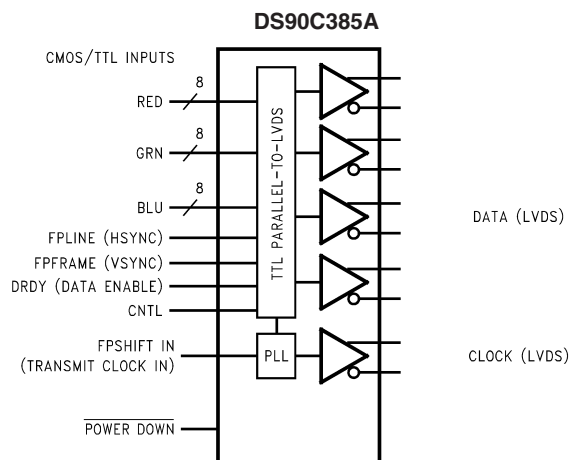 DS90C385A
CMOS/TTL INPUTS
RED
8
GRN
8
BLU
8
FPLINE (HSYNC)
FPFRAME (VSYNC)
DRDY (DATA ENABLE)
CNTL
FPSHIFT IN
(TRANSMIT CLOCK IN)
POWER DOWN
TTL PARALLEL-TO-LVDS
PLL
DATA (LVDS)
CLOCK (LVDS)